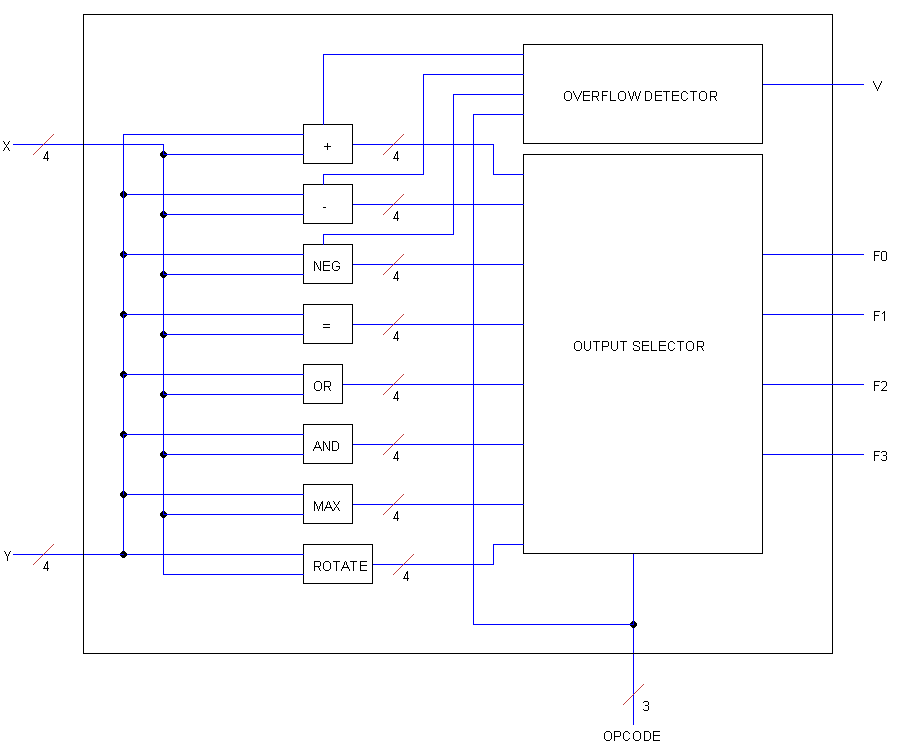 OVERFLOW DETECTOR
V
X
4
+
4
-
4
NEG
4
F0
=
4
F1
OUTPUT SELECTOR
OR
4
F2
AND
4
F3
MAX
4
Y
4
ROTATE
4
3
OPCODE